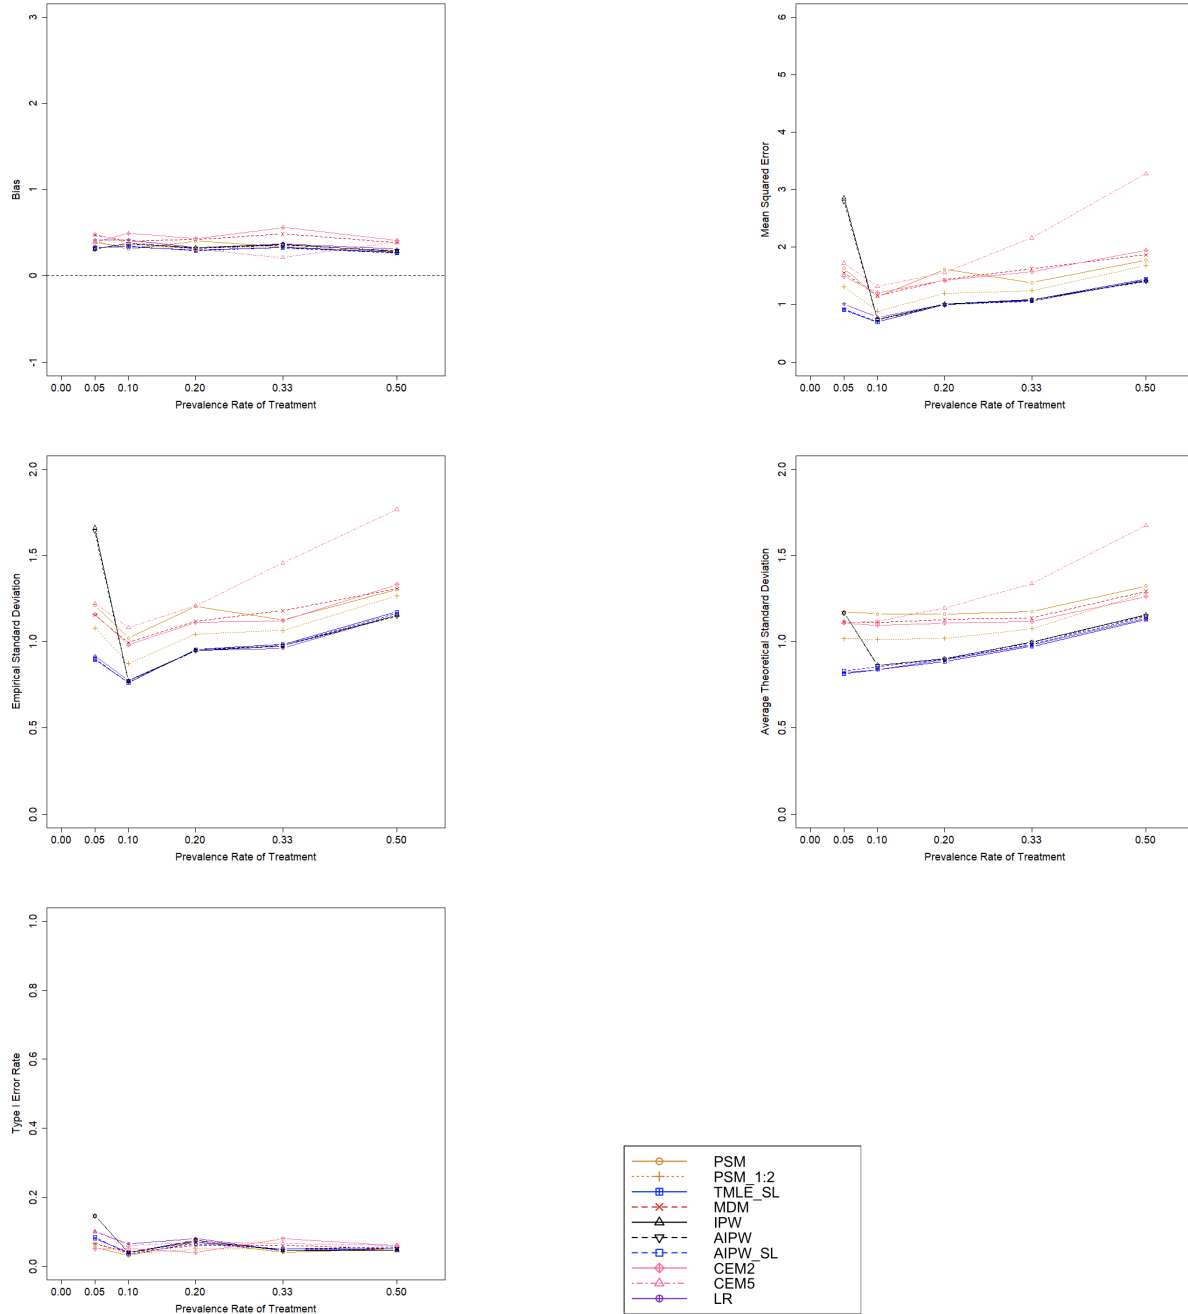 3
2
1
0
-1
Bias
0.00 0.05 0.10 0.20 0.33 0.50
Prevalence Rate of Treatment
6
5
4
3
2
1
0
Mean Squared Error
0.00 0.05 0.10 0.20 0.33 0.50
Prevalence Rate of Treatment
2.0
1.5
1.0
0.5
0.0
Empirical Standard Deviation
0.00 0.05 0.10 0.20 0.33 0.50
Prevalence Rate of Treatment
2.0
1.5
1.0
0.5
0.0
Average Theoretical Standard Deviation
0.00 0.05 0.10 0.20 0.33 0.50
Prevalence Rate of Treatment
1.0
0.8
0.6
0.4
0.2
0.0
Type I Error Rate
0.00 0.05 0.10 0.20 0.33 0.50
Prevalence Rate of Treatment
PSM
PSM_1:2
TMLE_SL
MDM
IPW
AIPW
AIPW_SL
CEM2
CEM5
LR